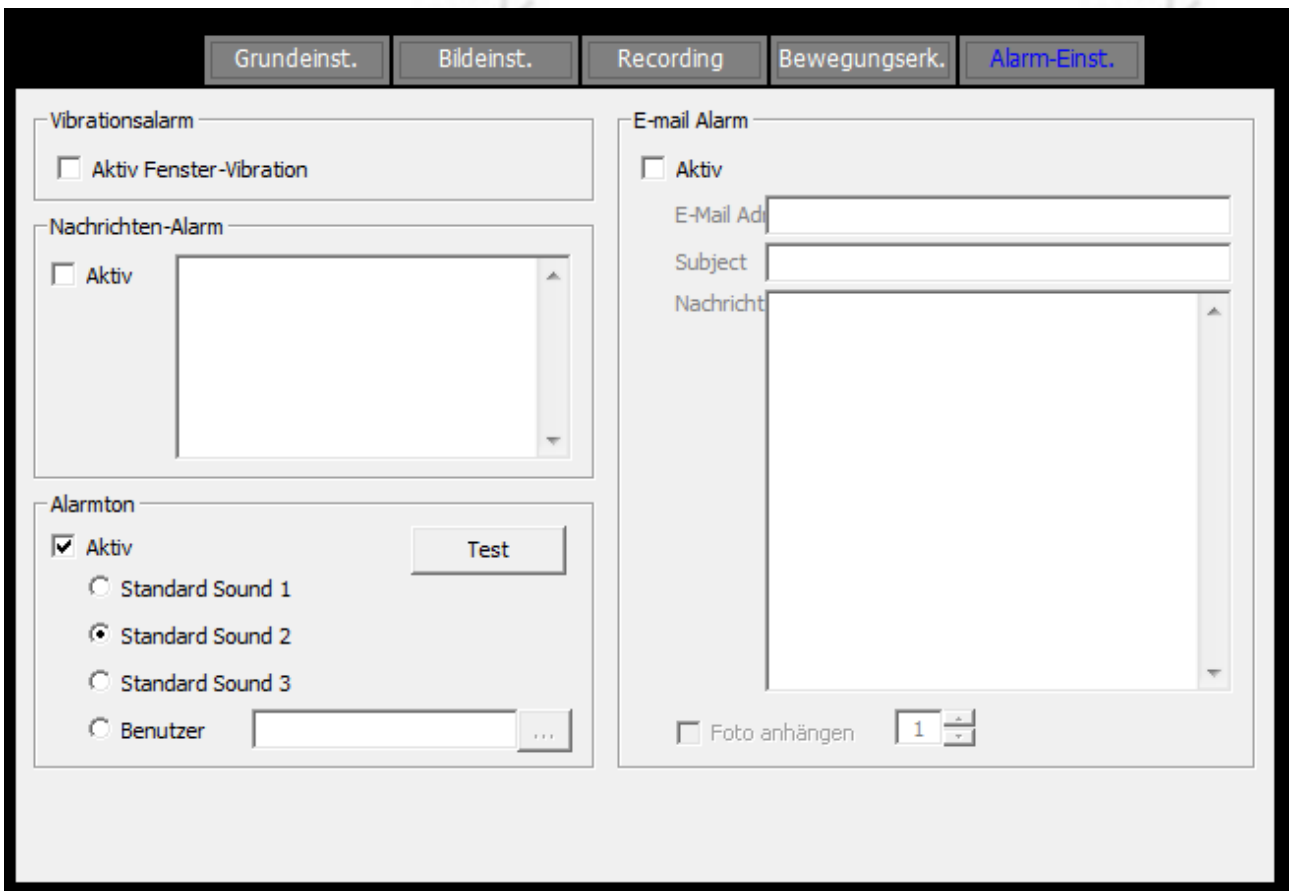 Grundeinst.
Bildeinst.
Recording
Bewegungserk.
Alarm-Einst.
Vibrationsalarm
Aktiv Fenster-Vibration
Nachrichten-Alarm
Aktiv
Alarmton
Aktiv
Test
Standard Sound 1
Standard Sound 2
Standard Sound 3
Benutzer
...
E-mail Alarm
Aktiv
E-Mail Adr
Subject
Nachricht
Foto anhängen
1